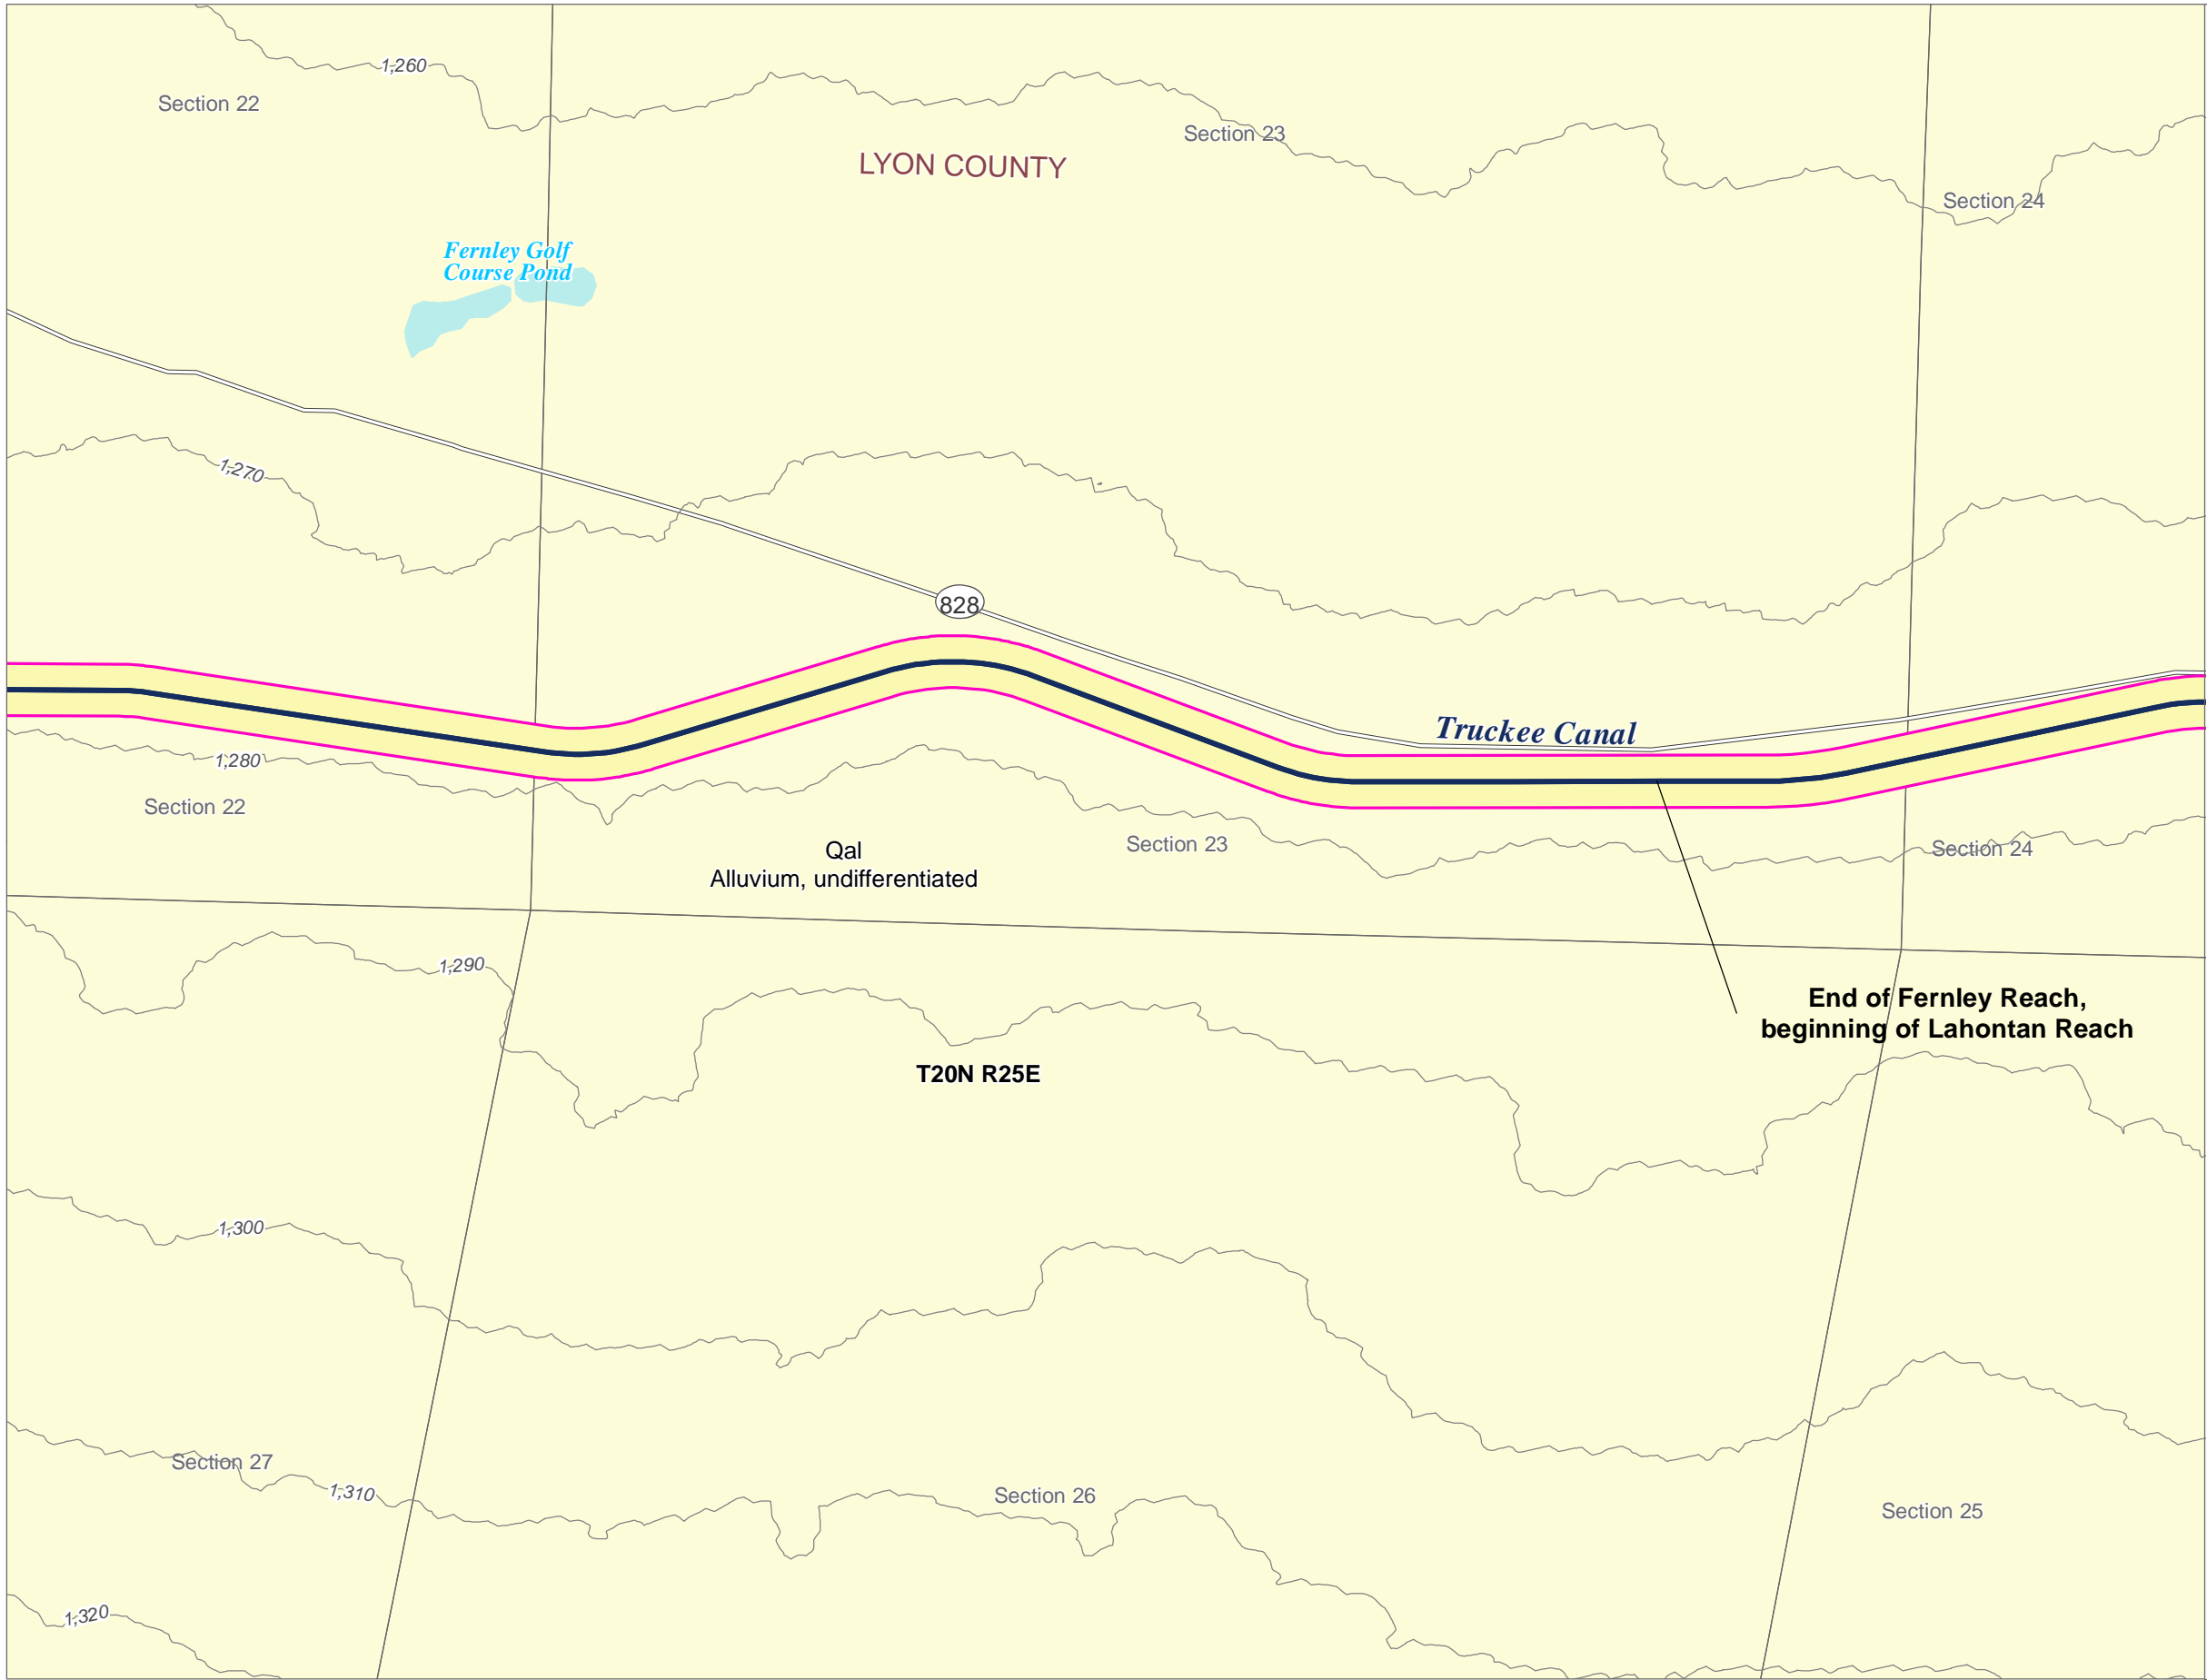 1,260
Section 22
Section 23
LYON COUNTY
Section 24
Fernley Golf
Course Pond
1,270
828
Truckee Canal
1,280
Section 22
Section 23
Section 24
Qal
Alluvium, undifferentiated
1,290
End of Fernley Reach,
beginning of Lahontan Reach
T20N R25E
1,300
Section 27
1,310
Section 26
Section 25
1,320